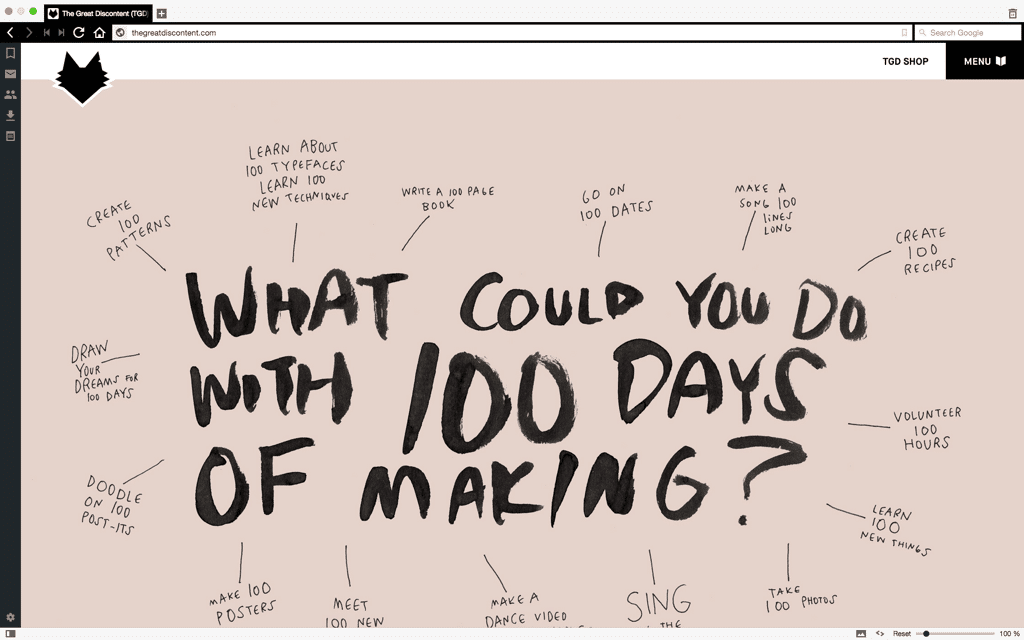 The Great Discontent (TGD)
thegreatdiscontent.com
Search Google
TGD SHOP
MENU
LEARN ABOUT
100 TYPEFACES
LEARN 100
NEW TECHNIQUES
WRITE A 100 PAGE
BOOK
GO ON
100 DATES
MAKE A
SONG 100
LINES
LONG
CREATE
100
PATTERNS
CREATE
100
RECIPES
WHAT COULD YOU DO
WITH 100 DAYS
OF MAKING?
DRAW
YOUR
DREAMS FOR
100 DAYS
VOLUNTEER
100
HOURS
DOODLE
ON 100
POST-ITS
LEARN
100
NEW THINGS
MAKE 100
POSTERS
MEET
100 NEW
MAKE A
DANCE VIDEO
SING
THE
TAKE
100 PHOTOS
Reset
100 %